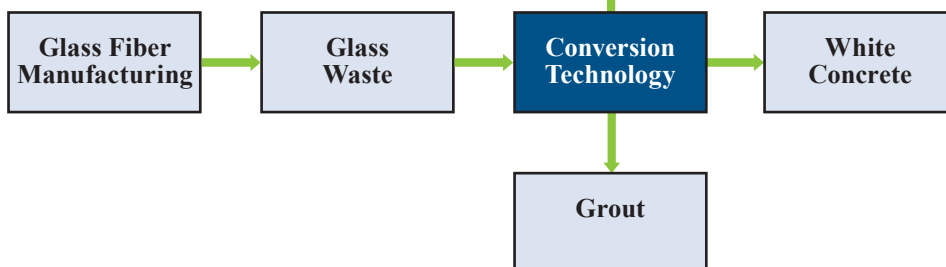 Glass Fiber
Manufacturing
Glass
Waste
Conversion
Technology
White
Concrete
Grout